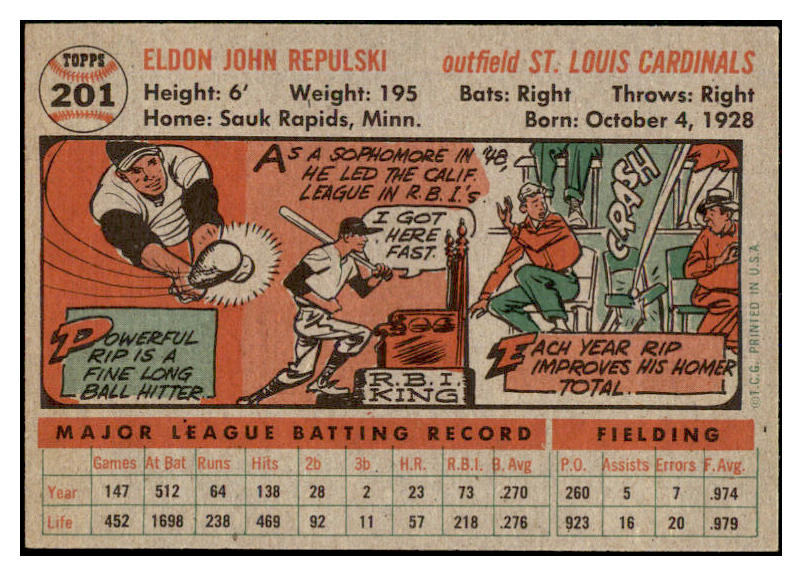 TOPPS
201
ELDON JOHN REPULSKI outfield ST. LOUIS CARDINALS
Height: 6' Weight: 195 Bats: Right Throws: Right
Home: Sauk Rapids, Minn. Born: October 4, 1928
AS A SOPHOMORE IN '48,
HE LED THE CALIF.
LEAGUE IN R.B.I.'s
I GOT
HERE
FAST.
CRASH
POWERFUL
RIP IS A
FINE LONG
BALL HITTER
R.B.I.
KING
EACH YEAR RIP
IMPROVES HIS HOMER
TOTAL.
©T.C.G. PRINTED IN U.S.A.
MAJOR LEAGUE BATTING RECORD FIELDING
Games At Bat Runs Hits 2b 3b H.R. R.B.I. B. Avg P.O. Assists Errors F. Avg.
Year 147 512 64 138 28 2 23 73 .270 260 5 7 .974
Life 452 1698 238 469 92 11 57 218 .276 923 16 20 .979